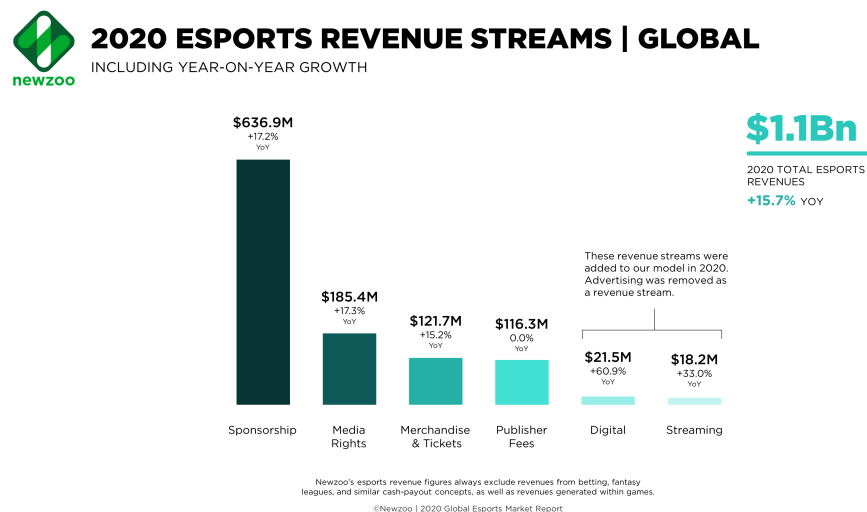 newzoo
2020 ESPORTS REVENUE STREAMS | GLOBAL
INCLUDING YEAR-ON-YEAR GROWTH
$1.1Bn
2020 TOTAL ESPORTS
REVENUES
+15.7% YOY
$636.9M
+17.2%
YoY
$185.4M
+17.3%
YoY
$121.7M
+15.2%
YoY
$116.3M
0.0%
YoY
These revenue streams were
added to our model in 2020.
Advertising was removed as
a revenue stream.
$21.5M
+60.9%
YoY
$18.2M
+33.0%
YoY
Sponsorship
Media
Rights
Merchandise
& Tickets
Publisher
Fees
Digital
Streaming
Newzoo's esports revenue figures always exclude revenues from betting, fantasy
leagues, and similar cash-payout concepts, as well as revenues generated within games.
©Newzoo | 2020 Global Esports Market Report